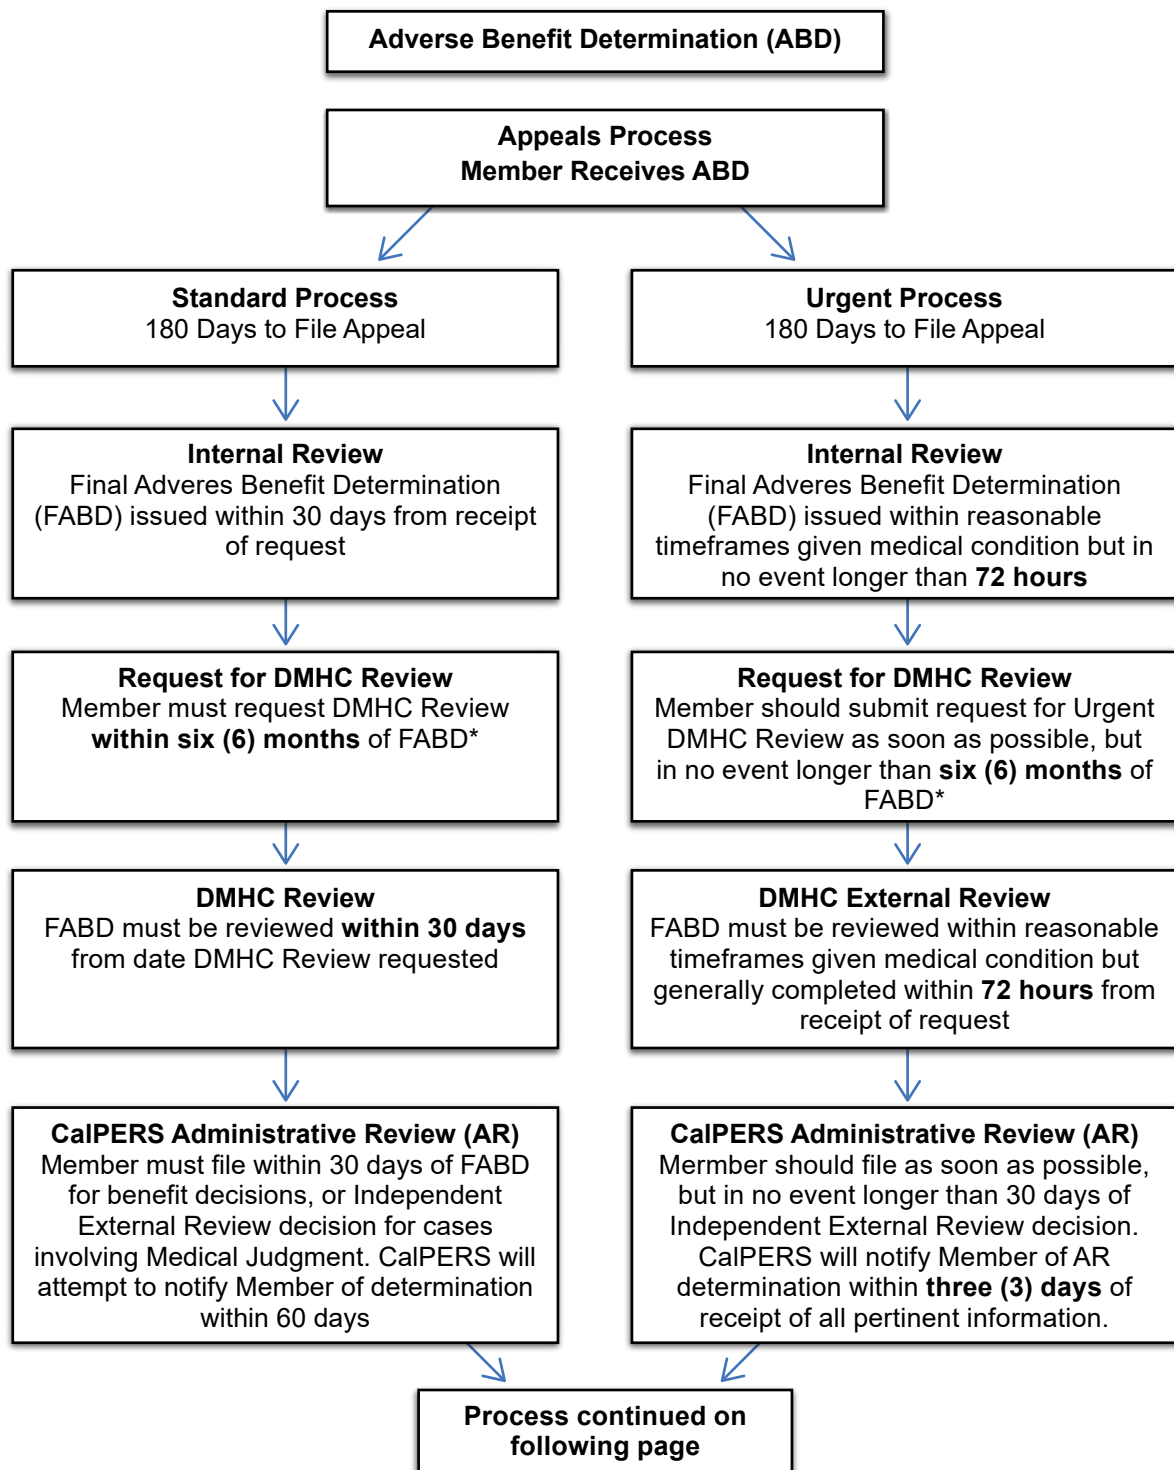 Adverse Benefit Determination (ABD)
Appeals Process
Member Receives ABD
Standard Process
180 Days to File Appeal
Urgent Process
180 Days to File Appeal
Internal Review
Final Adveres Benefit Determination
(FABD) issued within 30 days from receipt
of request
Internal Review
Final Adveres Benefit Determination
(FABD) issued within reasonable
timeframes given medical condition but in
no event longer than 72 hours
Request for DMHC Review
Member must request DMHC Review
within six (6) months of FABD*
Request for DMHC Review
Member should submit request for Urgent
DMHC Review as soon as possible, but
in no event longer than six (6) months of
FABD*
DMHC Review
FABD must be reviewed within 30 days
from date DMHC Review requested
DMHC External Review
FABD must be reviewed within reasonable
timeframes given medical condition but
generally completed within 72 hours from
receipt of request
CalPERS Administrative Review (AR)
Member must file within 30 days of FABD
for benefit decisions, or Independent
External Review decision for cases
involving Medical Judgment. CalPERS will
attempt to notify Member of determination
within 60 days
CalPERS Administrative Review (AR)
Mermber should file as soon as possible,
but in no event longer than 30 days of
Independent External Review decision.
CalPERS will notify Member of AR
determination within three (3) days of
receipt of all pertinent information.
Process continued on
following page